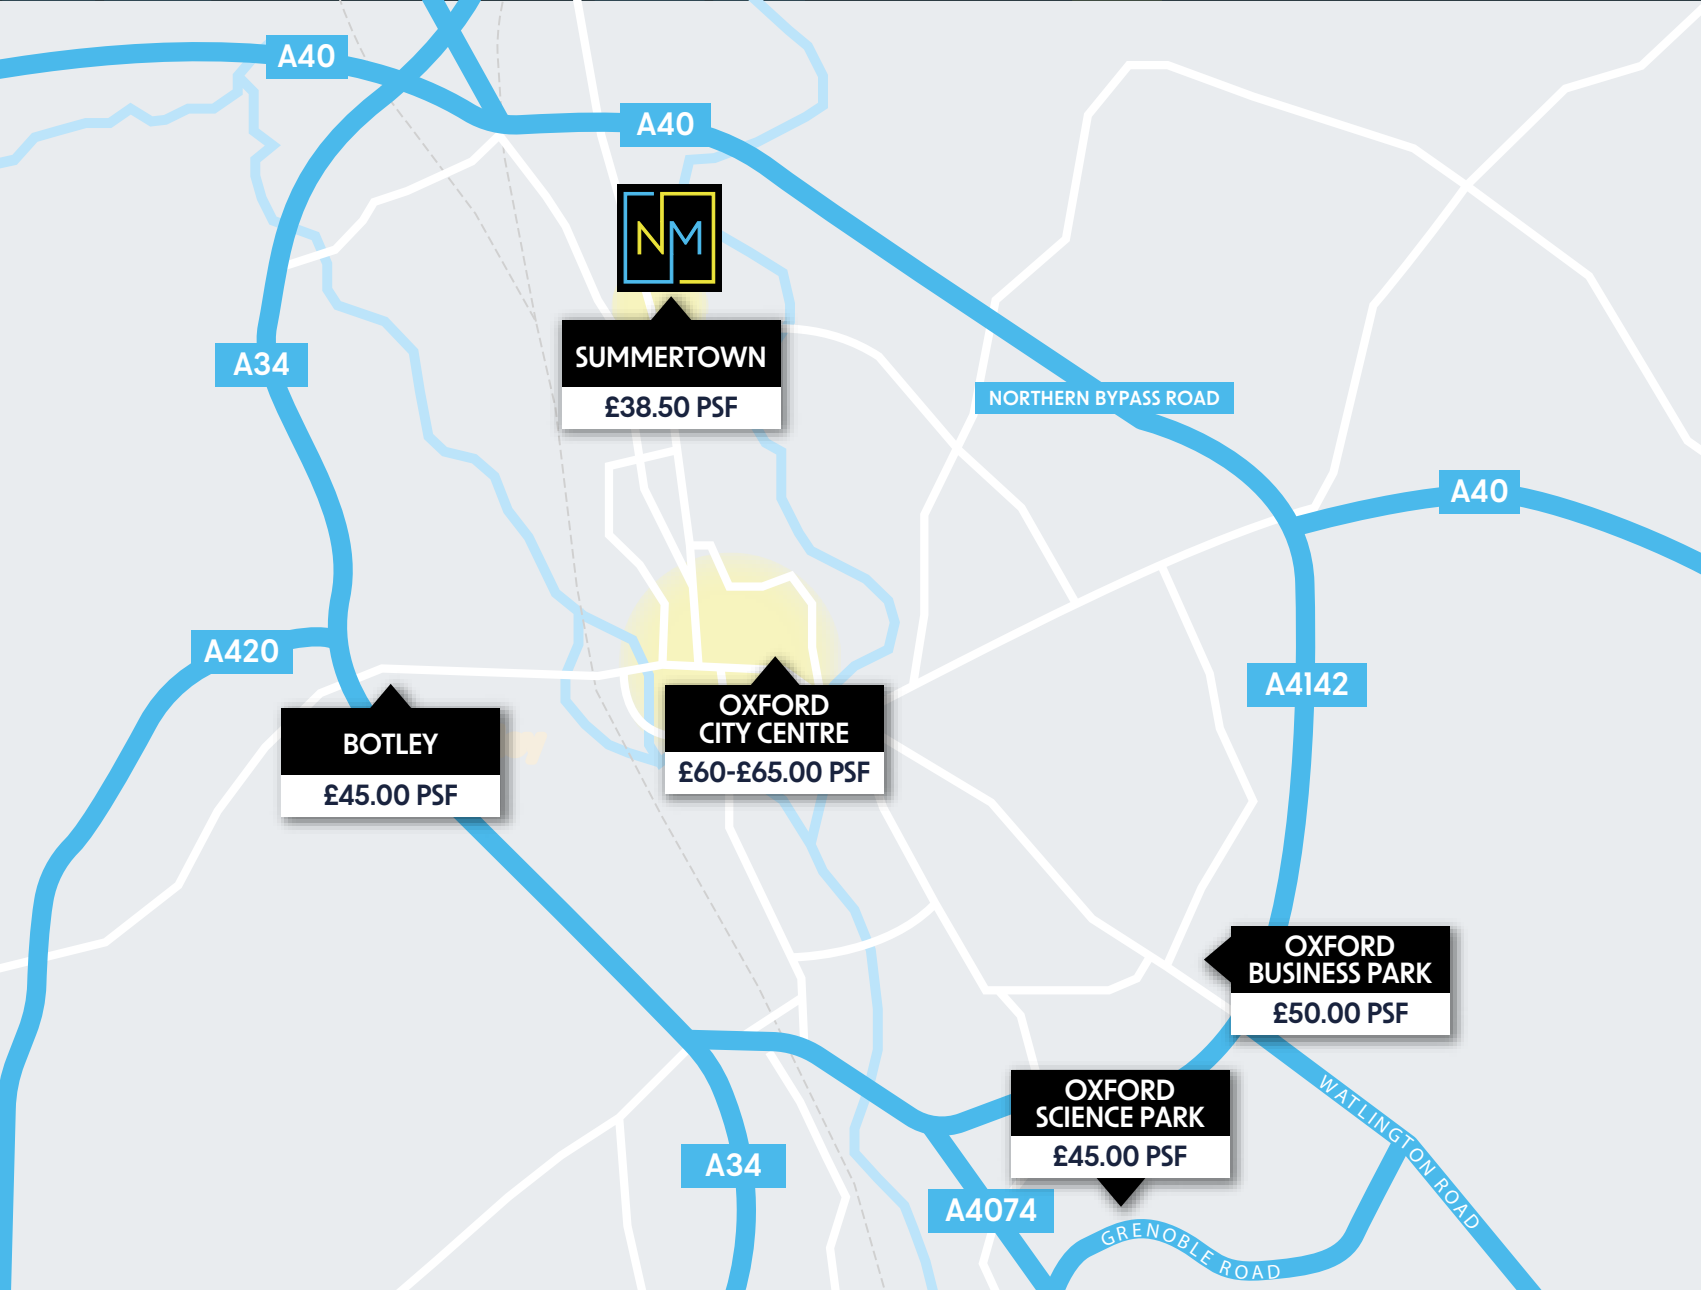 A40
A40
NM
SUMMERTOWN
£38.50 PSF
A34
NORTHERN BYPASS ROAD
A40
A420
A4142
BOTLEY
£45.00 PSF
OXFORD
CITY CENTRE
£60-£65.00 PSF
OXFORD
BUSINESS PARK
£50.00 PSF
OXFORD
SCIENCE PARK
£45.00 PSF
WATLINGTON ROAD
A34
A4074
GRENOBLE ROAD